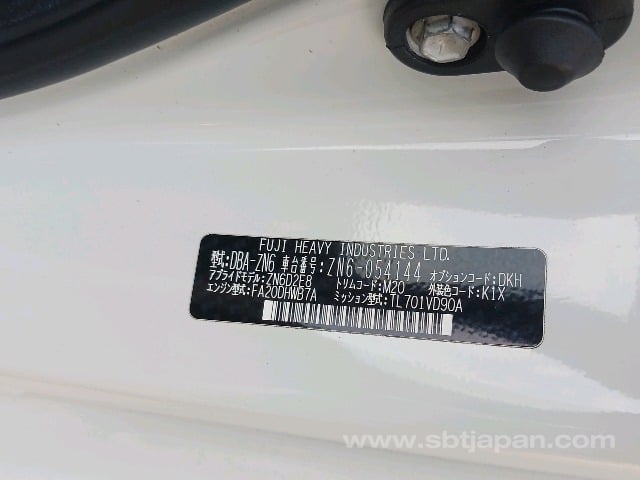 FUJI HEAVY INDUSTRIES LTD.
型式:DBA-ZN6 車台番号:ZN6-054144 オプションコード:DKH
アプライドモデル:ZN6D2E8 トリムコード:M20 外装色コード:K1X
エンジン型式:FA20DHWB7A ミッション型式:TL701VD90A
www.sbtjapan.com